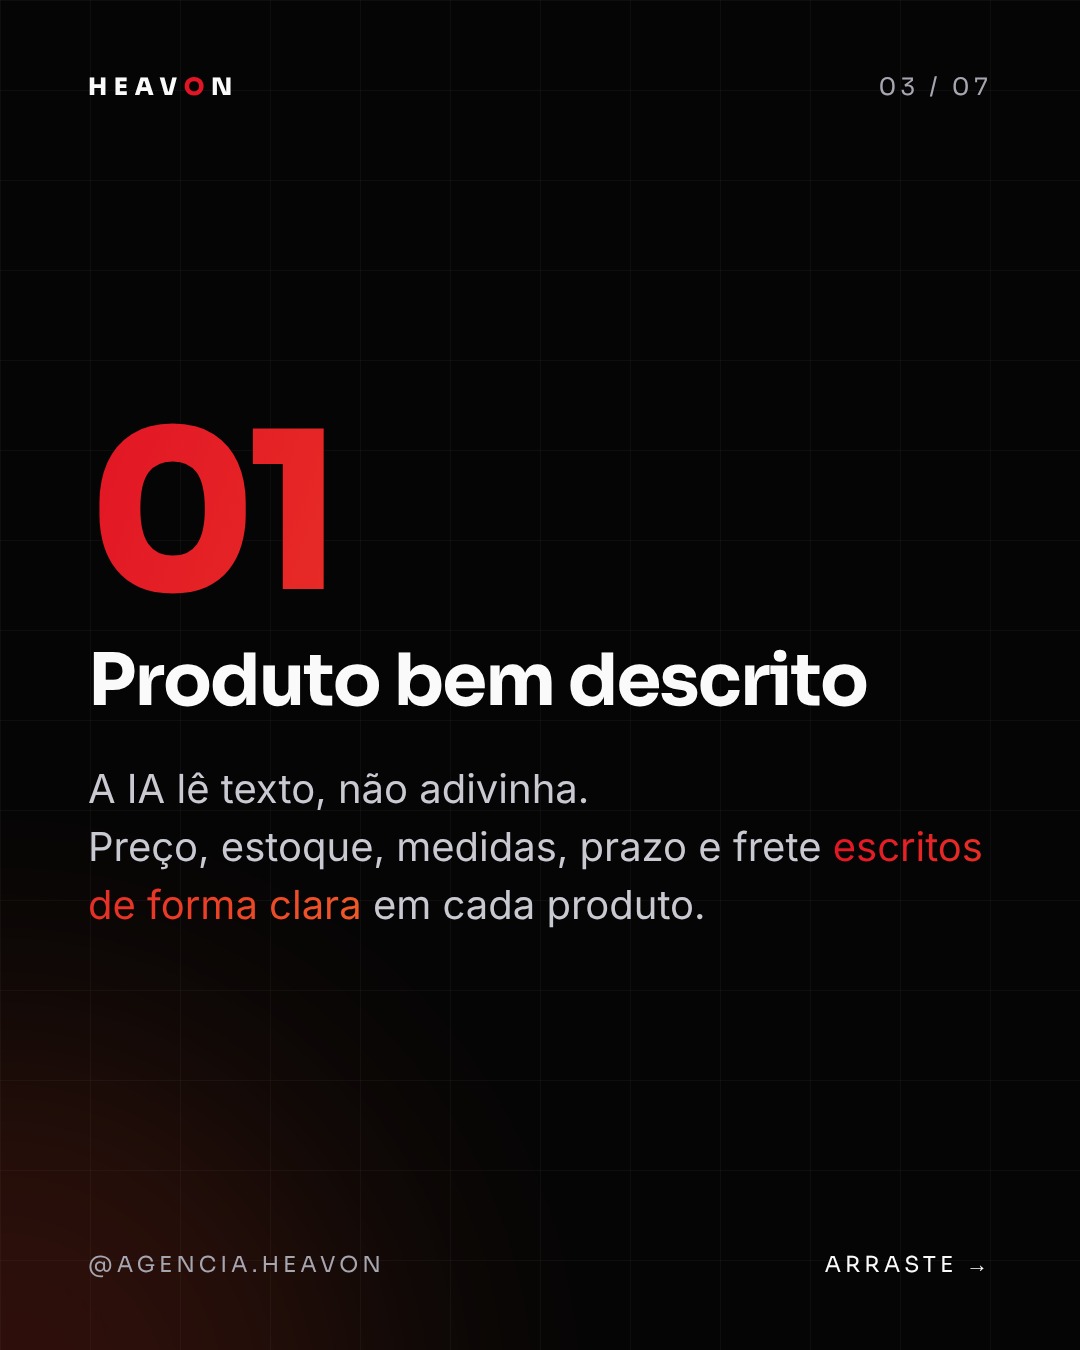 HEAVON
03 / 07
01
Produto bem descrito
A IA lê texto, não adivinha.
Preço, estoque, medidas, prazo e frete escritos
de forma clara em cada produto.
@AGENCIA.HEAVON
ARRASTE →